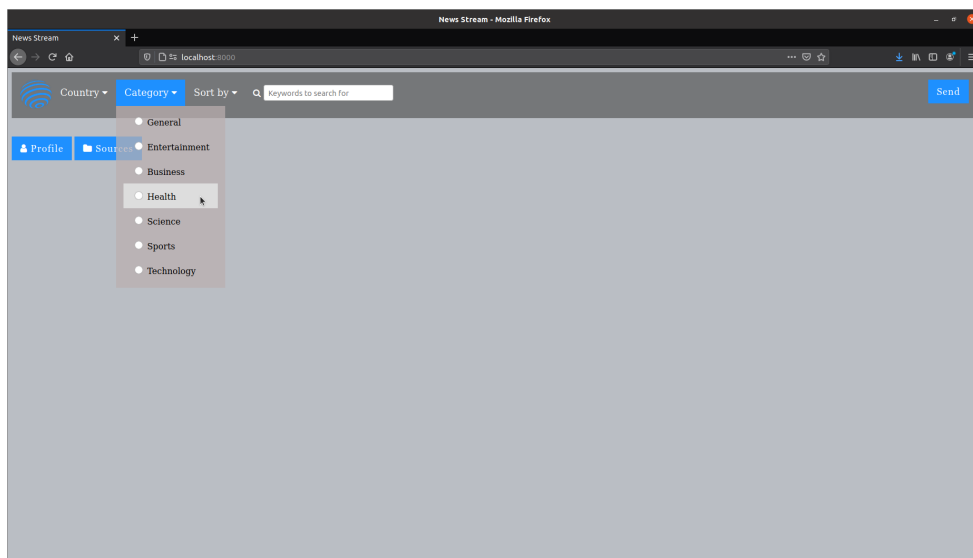 News Stream - Mozilla Firefox
News Stream
localhost:8000
Country
Category
Sort by
Keywords to search for
Send
General
Profile
Sources
Entertainment
Business
Health
Science
Sports
Technology